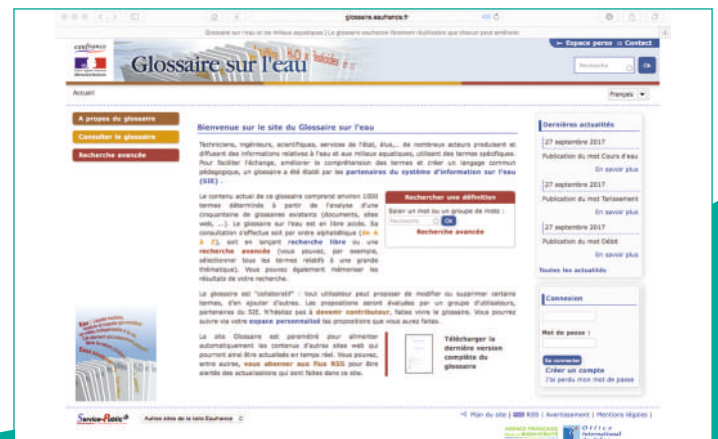 glossaire.eaufrance.fr
Glossaire sur l'eau et les milieux aquatiques | Le glossaire eaufrance librement réutilisable que chacun peut améliorer
eaufrance
Glossaire sur l'eau
H2O
Pesticides
Espace perso :: Contact
Recherche
Ok
Accueil
Français
A propos du glossaire
Consulter le glossaire
Recherche avancée
Bienvenue sur le site du Glossaire sur l'eau
Techniciens, ingénieurs, scientifiques, services de l'état, élus,... de nombreux acteurs produisent et
diffusent des informations relatives à l'eau et aux milieux aquatiques, utilisant des termes spécifiques.
Pour faciliter l'échange, améliorer la compréhension des termes et créer un langage commun
pédagogique, un glossaire a été établi par les partenaires du système d'information sur l'eau
(SIE) .
Le contenu actuel de ce glossaire comprend environ 1000
termes déterminés à partir de l'analyse d'une
cinquantaine de glossaires existants (documents, sites
web, ...). Le glossaire sur l'eau est en libre accès. Sa
consultation s'effectue soit par ordre alphabétique (de A
à Z), soit en lançant recherche libre ou une
recherche avancée (vous pouvez, par exemple,
sélectionner tous les termes relatifs à une grande
thématique). Vous pouvez également mémoriser les
résultats de votre recherche.
Rechercher une définition
Saisir un mot ou un groupe de mots :
Recherche
Ok
Recherche avancée
Le glossaire est "collaboratif" : tout utilisateur peut proposer de modifier ou supprimer certains
termes, d'en ajouter d'autres. Les propositions seront évaluées par un groupe d'utilisateurs,
partenaires du SIE. N'hésitez pas à devenir contributeur, faites vivre le glossaire. Vous pourrez
suivre via votre espace personnalisé les propositions que vous aurez faites.
Le site Glossaire est paramétré pour alimenter
automatiquement les contenus d'autres sites web qui
pourront ainsi être actualisés en temps réel. Vous pouvez,
entre autres, vous abonner aux flux RSS pour être
alertés des actualisations qui sont faites dans ce site.
Télécharger la
dernière version
complète du
glossaire
Dernières actualités
27 septembre 2017
Publication du mot Cours d'eau
En savoir plus
27 septembre 2017
Publication du mot Tarissement
En savoir plus
27 septembre 2017
Publication du mot Débit
En savoir plus
Toutes les actualités
Connexion
Mot de passe :
Se connecter
Créer un compte
J'ai perdu mon mot de passe
Service-Public.fr
Autres sites de la toile Eaufrance
Plan du site | RSS | Avertissement | Mentions légales |
AGENCE FRANÇAISE
POUR LA BIODIVERSITÉ
Office
International